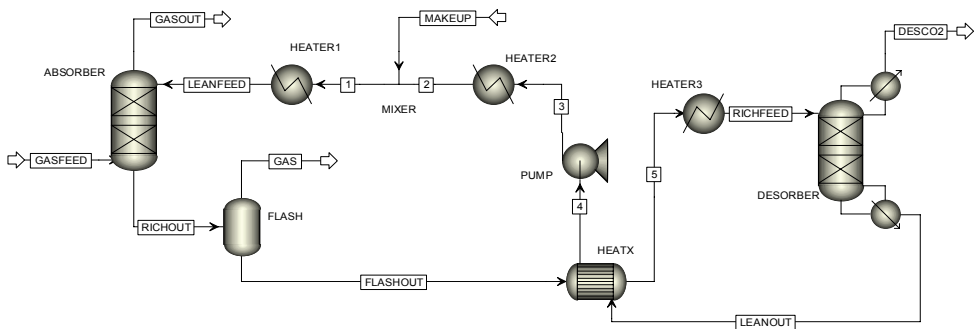 GASOUT
MAKEUP
DESCO2
HEATER1
HEATER2
ABSORBER
HEATER3
LEANFEED
1
2
MIXER
3
RICHFEED
GASFEED
GAS
PUMP
5
DESORBER
4
FLASH
RICHOUT
HEATX
FLASHOUT
LEANOUT